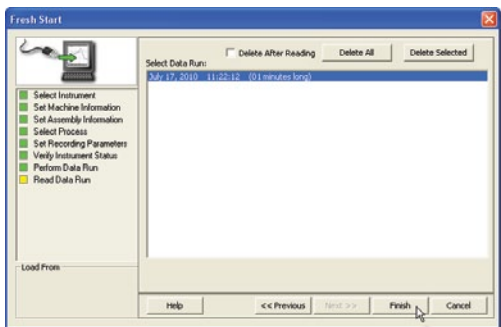 Fresh Start
Delete After Reading
Delete All
Delete Selected
Select Data Run:
July 17, 2010 11:22:12 (01 minutes long)
Select Instrument
Set Machine Information
Set Assembly Information
Select Process
Set Recording Parameters
Verify Instrument Status
Perform Data Run
Read Data Run
Load From
Help
<< Previous
Next >>
Finish
Cancel